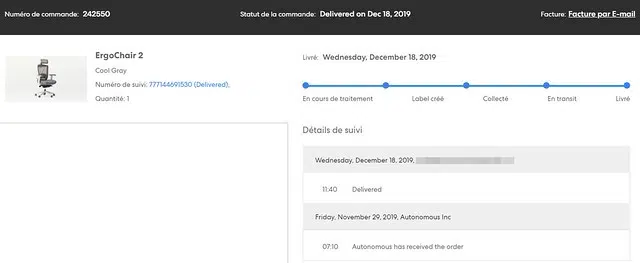 Numéro de commande: 242550
Statut de la commande: Delivered on Dec 18, 2019
Facture: Facture par E-mail
ErgoChair 2
Cool Gray
Numéro de suivi: 777144691530 (Delivered),
Quantité: 1
Livré: Wednesday, December 18, 2019
En cours de traitement Label créé Collecté En transit Livré
Détails de suivi
Wednesday, December 18, 2019,
11:40 Delivered
Friday, November 29, 2019, Autonomous Inc
07:10 Autonomous has received the order